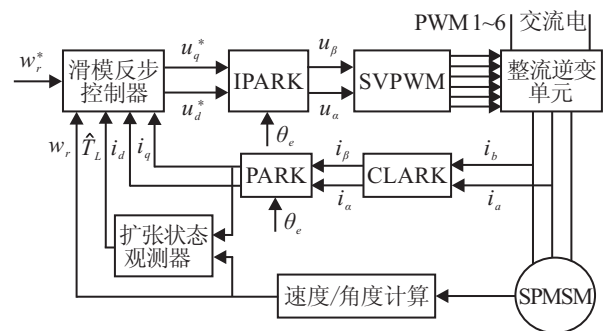 PWM 1~6 交流电
w_r^*
滑模反步
控制器
u_q^*
u_d^*
IPARK
u_β
u_α
SVPWM
整流逆变
单元
θ_e
w_r
T̂_L
i_d
i_q
PARK
i_β
i_α
CLARK
i_b
i_a
θ_e
扩张状态
观测器
速度/角度计算
SPMSM